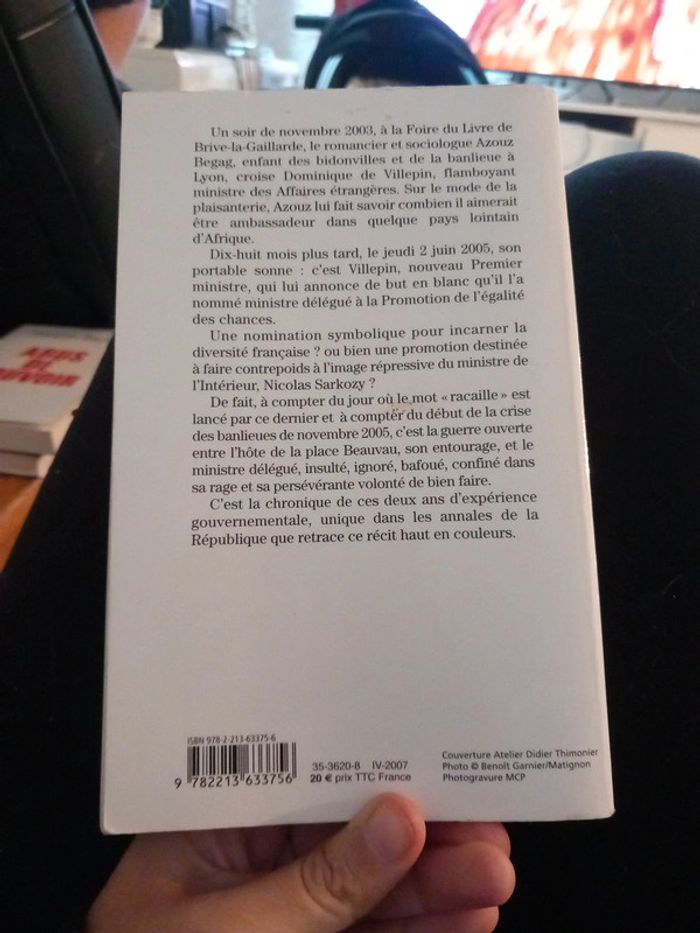 Un soir de novembre 2003, à la Foire du Livre de
Brive-la-Gaillarde, le romancier et sociologue Azouz
Begag, enfant des bidonvilles et de la banlieue à
Lyon, croise Dominique de Villepin, flamboyant
ministre des Affaires étrangères. Sur le mode de la
plaisanterie, Azouz lui fait savoir combien il aimerait
être ambassadeur dans quelque pays lointain
d'Afrique.
Dix-huit mois plus tard, le jeudi 2 juin 2005, son
portable sonne : c'est Villepin, nouveau Premier
ministre, qui lui annonce de but en blanc qu'il l'a
nommé ministre délégué à la Promotion de l'égalité
des chances.
Une nomination symbolique pour incarner la
diversité française ? ou bien une promotion destinée
à faire contrepoids à l'image répressive du ministre de
l'Intérieur, Nicolas Sarkozy ?
De fait, à compter du jour où le mot « racaille » est
lancé par ce dernier et à compter du début de la crise
des banlieues de novembre 2005, c'est la guerre ouverte
entre l'hôte de la place Beauvau, son entourage, et le
ministre délégué, insulté, ignoré, bafoué, confiné dans
sa rage et sa persévérante volonté de bien faire.
C'est la chronique de ces deux ans d'expérience
gouvernementale, unique dans les annales de la
République que retrace ce récit haut en couleurs.
ISBN 978-2-213-63375-6
9 782213 633756
35-3620-8 IV-2007
20 € prix TTC France
Couverture Atelier Didier Thimonier
Photo © Benoît Garnier/Matignon
Photogravure MCP
ABUS
DE